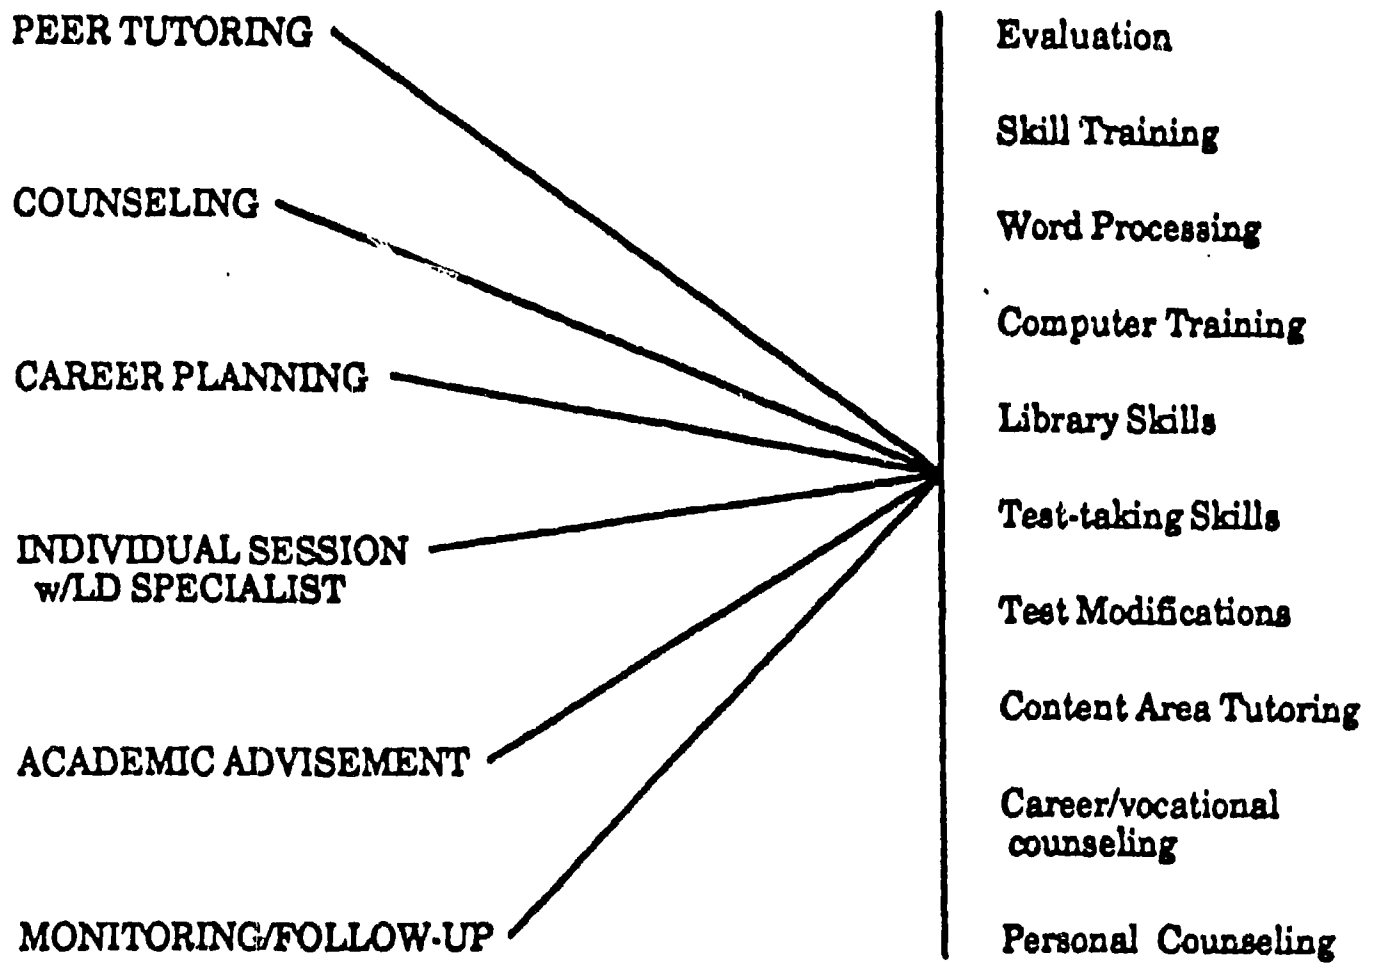 PEER TUTORING
COUNSELING
CAREER PLANNING
INDIVIDUAL SESSION
w/LD SPECIALIST
ACADEMIC ADVISEMENT
MONITORING/FOLLOW-UP
Evaluation
Skill Training
Word Processing
Computer Training
Library Skills
Test-taking Skills
Test Modifications
Content Area Tutoring
Career/vocational
counseling
Personal Counseling